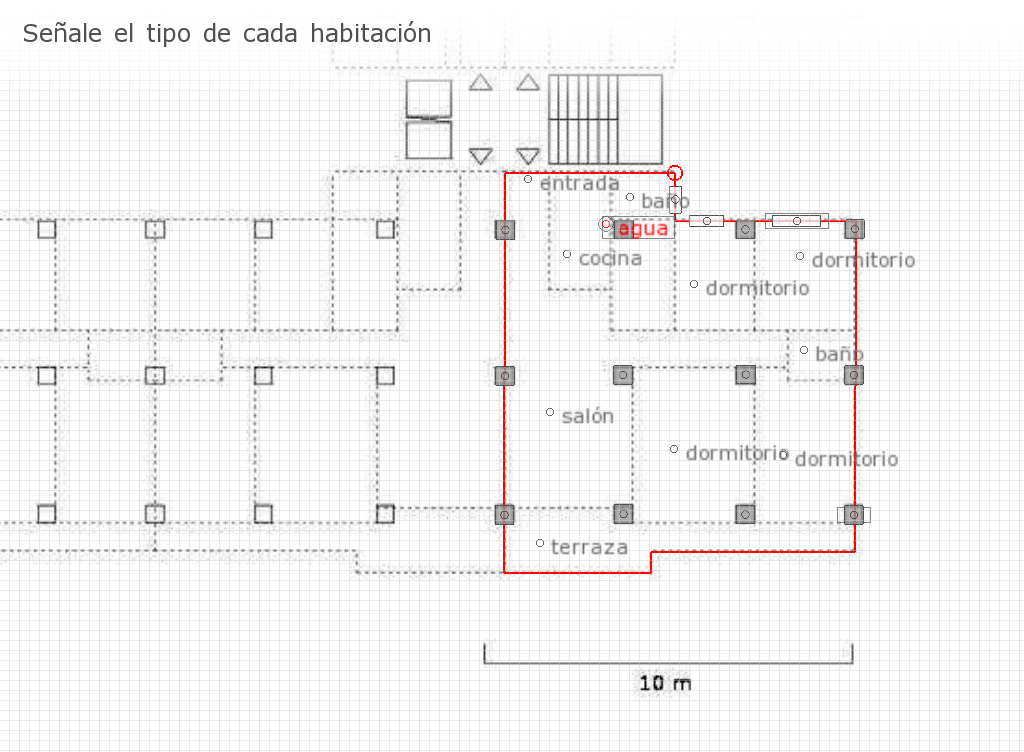 Señale el tipo de cada habitación
entrada
baño
agua
cocina
dormitorio
dormitorio
baño
salón
dormitorio
dormitorio
terraza
10 m